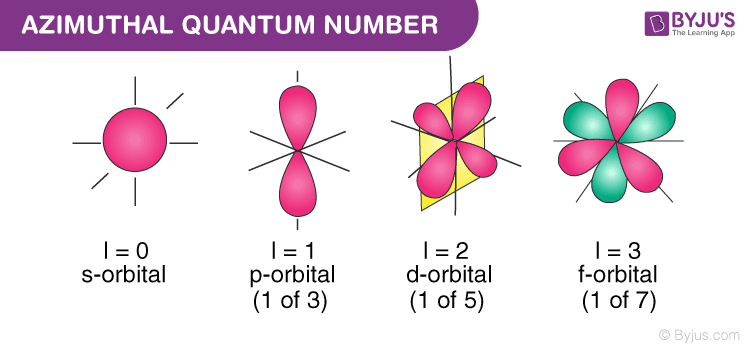 AZIMUTHAL QUANTUM NUMBER
B BYJU'S
The Learning App
l = 0
s-orbital
l = 1
p-orbital
(1 of 3)
l = 2
d-orbital
(1 of 5)
l = 3
f-orbital
(1 of 7)
© Byjus.com